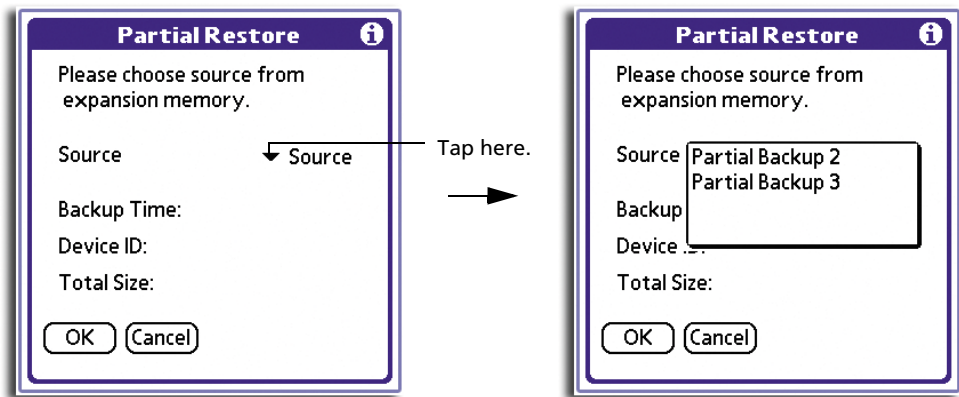 Partial Restore
Please choose source from
expansion memory.
Source
Source
Backup Time:
Device ID:
Total Size:
OK
Cancel
Tap here.
Partial Restore
Please choose source from
expansion memory.
Source
Partial Backup 2
Partial Backup 3
Backup
Device
Total Size:
OK
Cancel